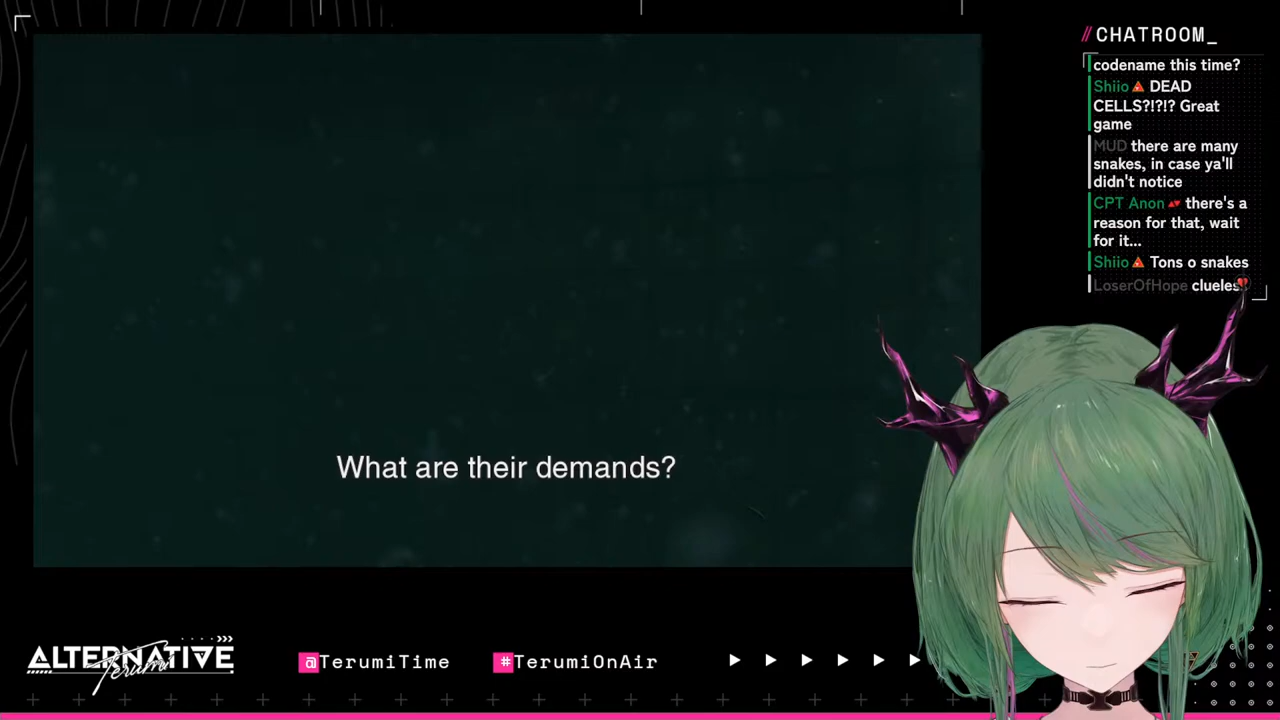 //CHATROOM_
codename this time?
Shiio DEAD
CELLS?!?!? Great
game
MUD there are many
snakes, in case ya'll
didn't notice
CPT Anon there's a
reason for that, wait
for it...
Shiio Tons o snakes
LoserOfHope clueles
What are their demands?
ALTERNATIVE
Terumi
@TerumiTime
#TerumiOnAir